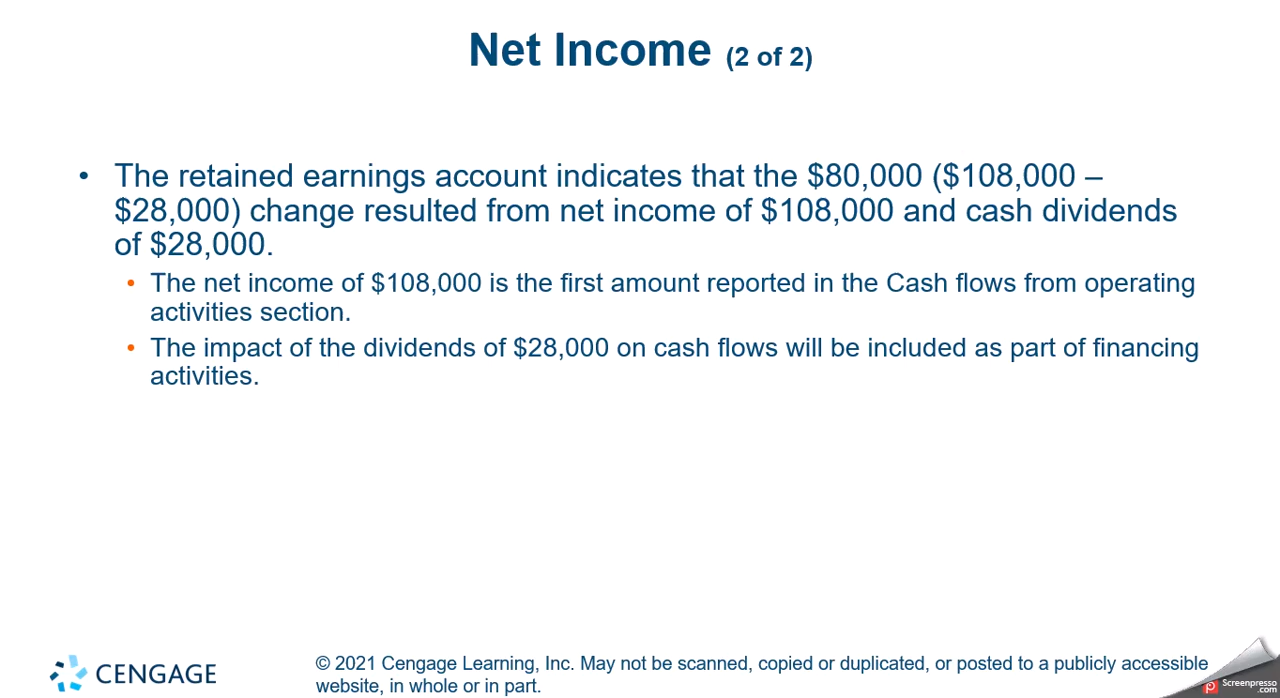 Net Income (2 of 2)
• The retained earnings account indicates that the $80,000 ($108,000 –
$28,000) change resulted from net income of $108,000 and cash dividends
of $28,000.
• The net income of $108,000 is the first amount reported in the Cash flows from operating
activities section.
• The impact of the dividends of $28,000 on cash flows will be included as part of financing
activities.
CENGAGE
© 2021 Cengage Learning, Inc. May not be scanned, copied or duplicated, or posted to a publicly accessible
website, in whole or in part.
Screenpresso
.com